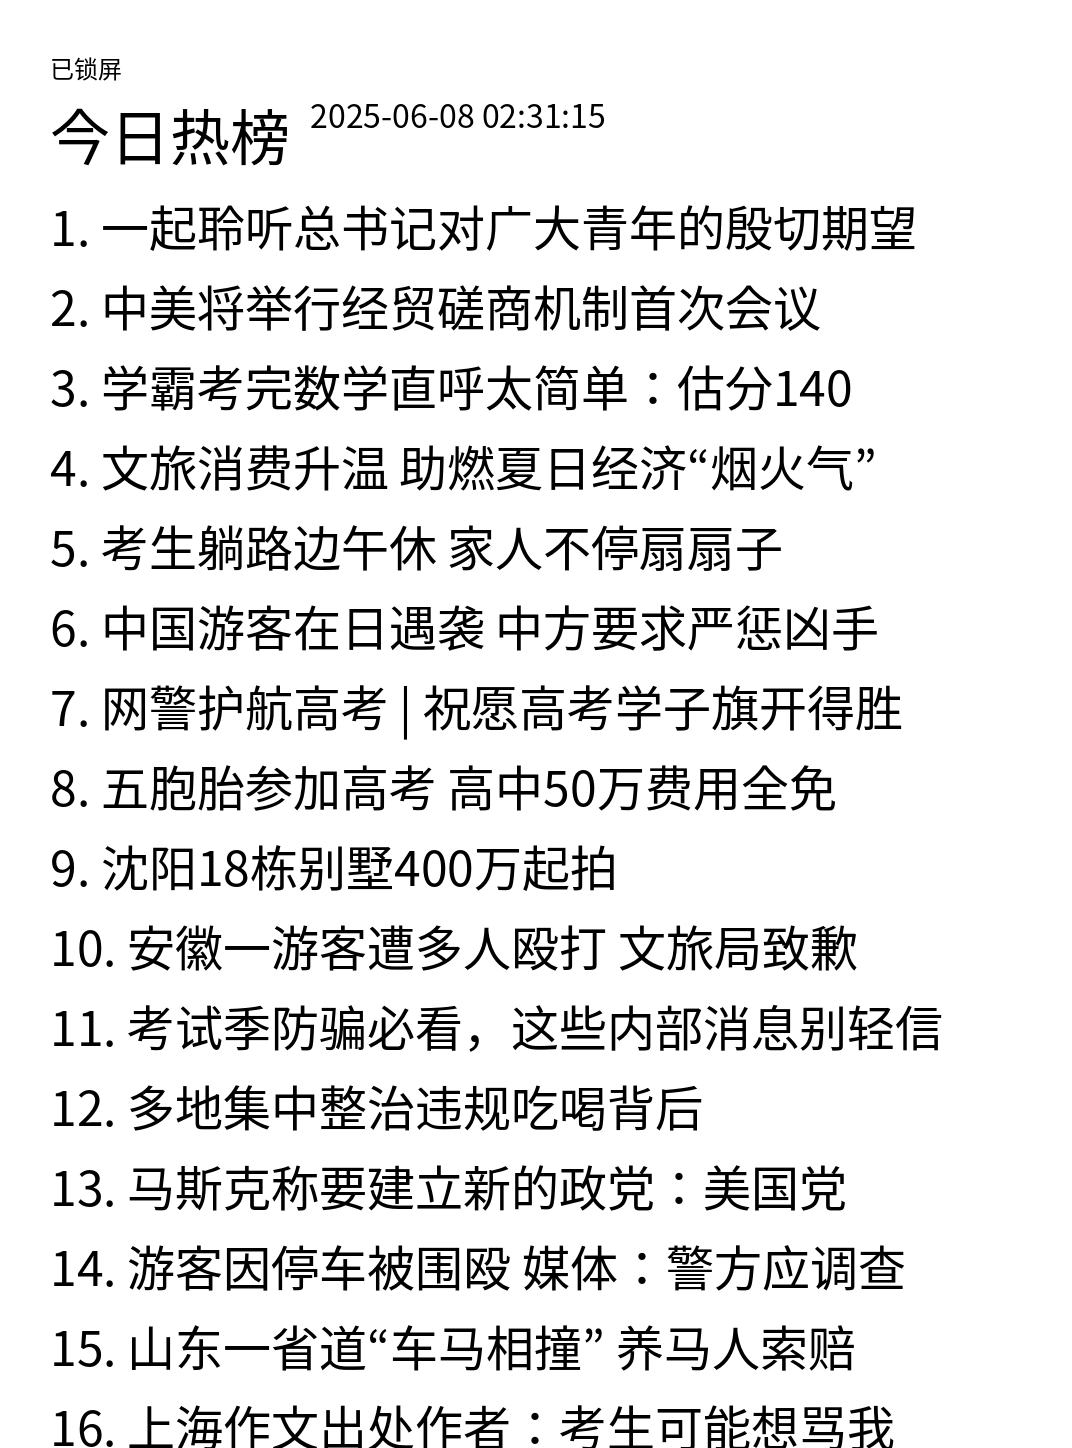 已锁屏
今日热榜 2025-06-08 02:31:15
1. 一起聆听总书记对广大青年的殷切期望
2. 中美将举行经贸磋商机制首次会议
3. 学霸考完数学直呼太简单：估分140
4. 文旅消费升温 助燃夏日经济“烟火气”
5. 考生躺路边午休 家人不停扇扇子
6. 中国游客在日遇袭 中方要求严惩凶手
7. 网警护航高考 | 祝愿高考学子旗开得胜
8. 五胞胎参加高考 高中50万费用全免
9. 沈阳18栋别墅400万起拍
10. 安徽一游客遭多人殴打 文旅局致歉
11. 考试季防骗必看，这些内部消息别轻信
12. 多地集中整治违规吃喝背后
13. 马斯克称要建立新的政党：美国党
14. 游客因停车被围殴 媒体：警方应调查
15. 山东一省道“车马相撞” 养马人索赔
16. 上海作文出处作者：考生可能想骂我